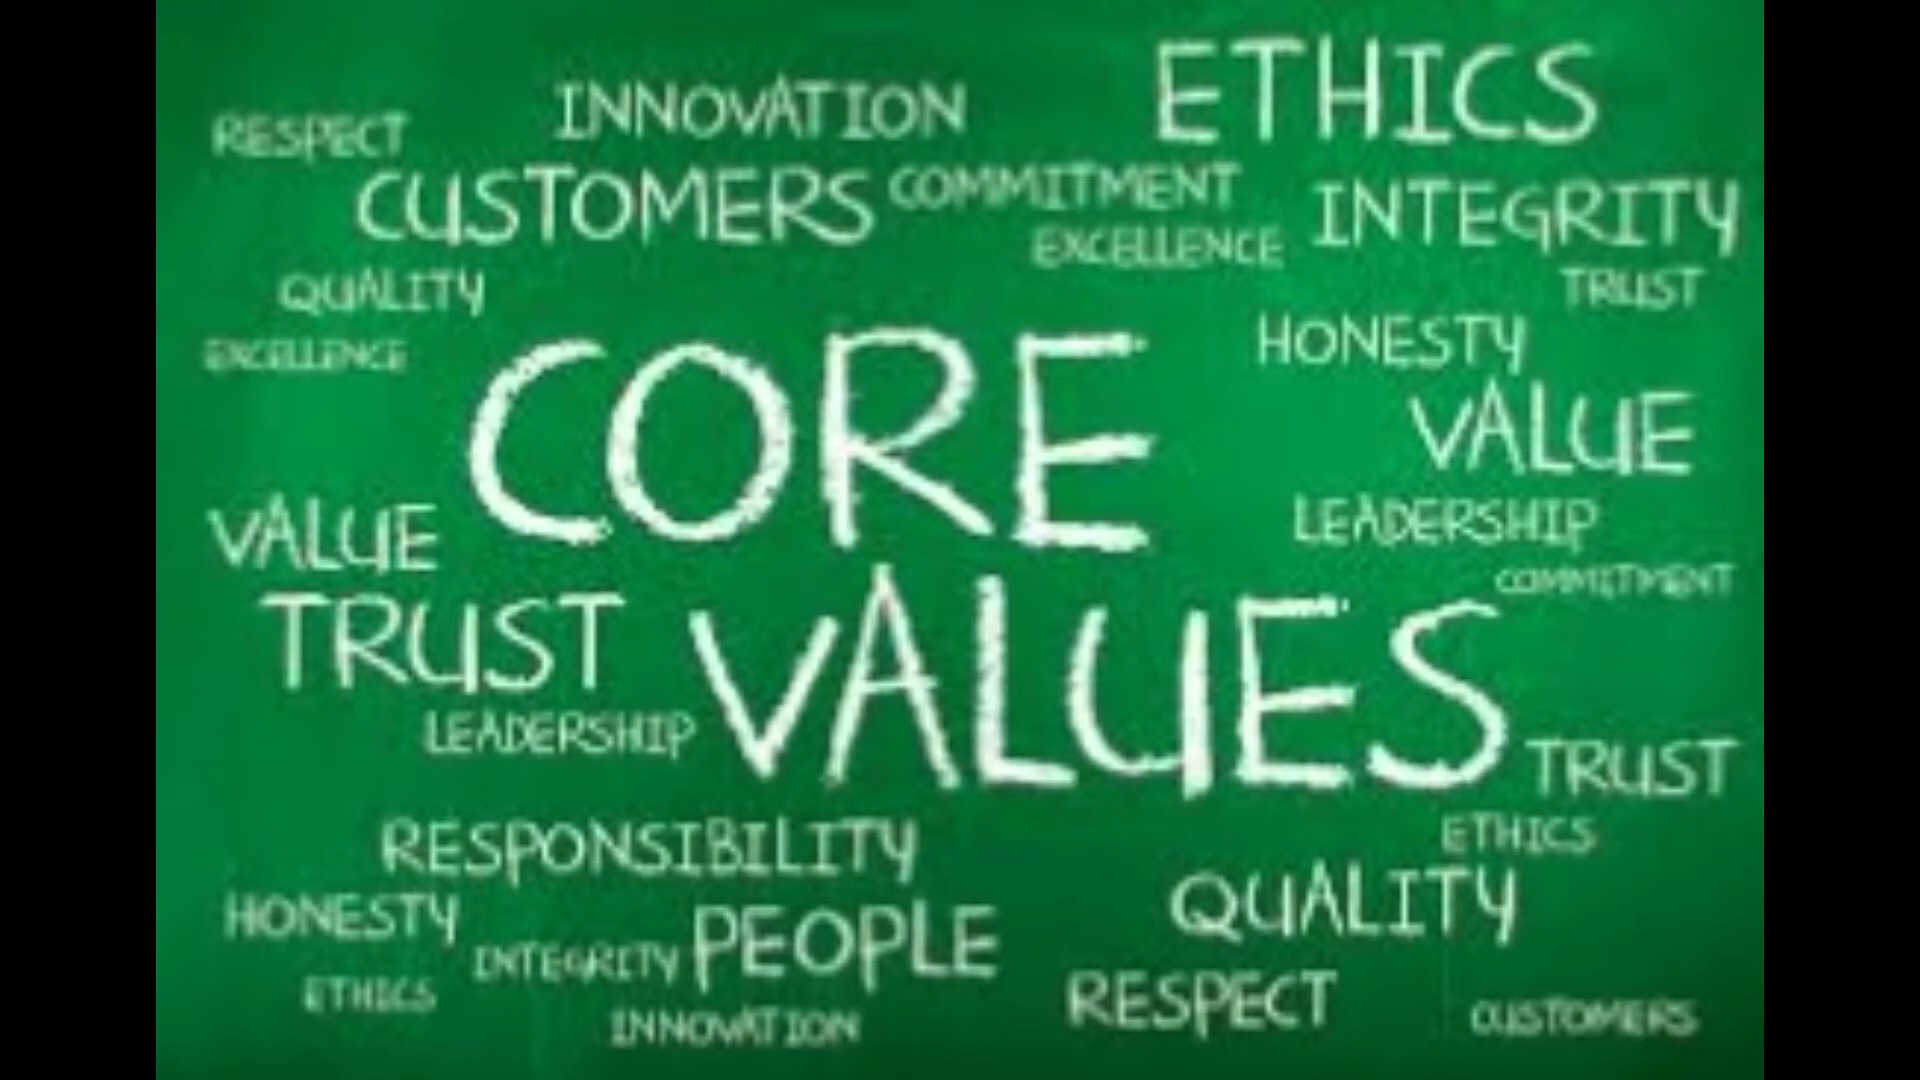 ETHICS
INNOVATION
RESPECT
CUSTOMERS
COMMITMENT
INTEGRITY
EXCELLENCE
QUALITY
TRUST
HONESTY
EXCELLENCE
CORE
VALUE
VALUE
LEADERSHIP
COMMITMENT
TRUST
VALUES
LEADERSHIP
TRUST
RESPONSIBILITY
ETHICS
QUALITY
HONESTY
INTEGRITY
PEOPLE
ETHICS
RESPECT
INNOVATION
CUSTOMERS